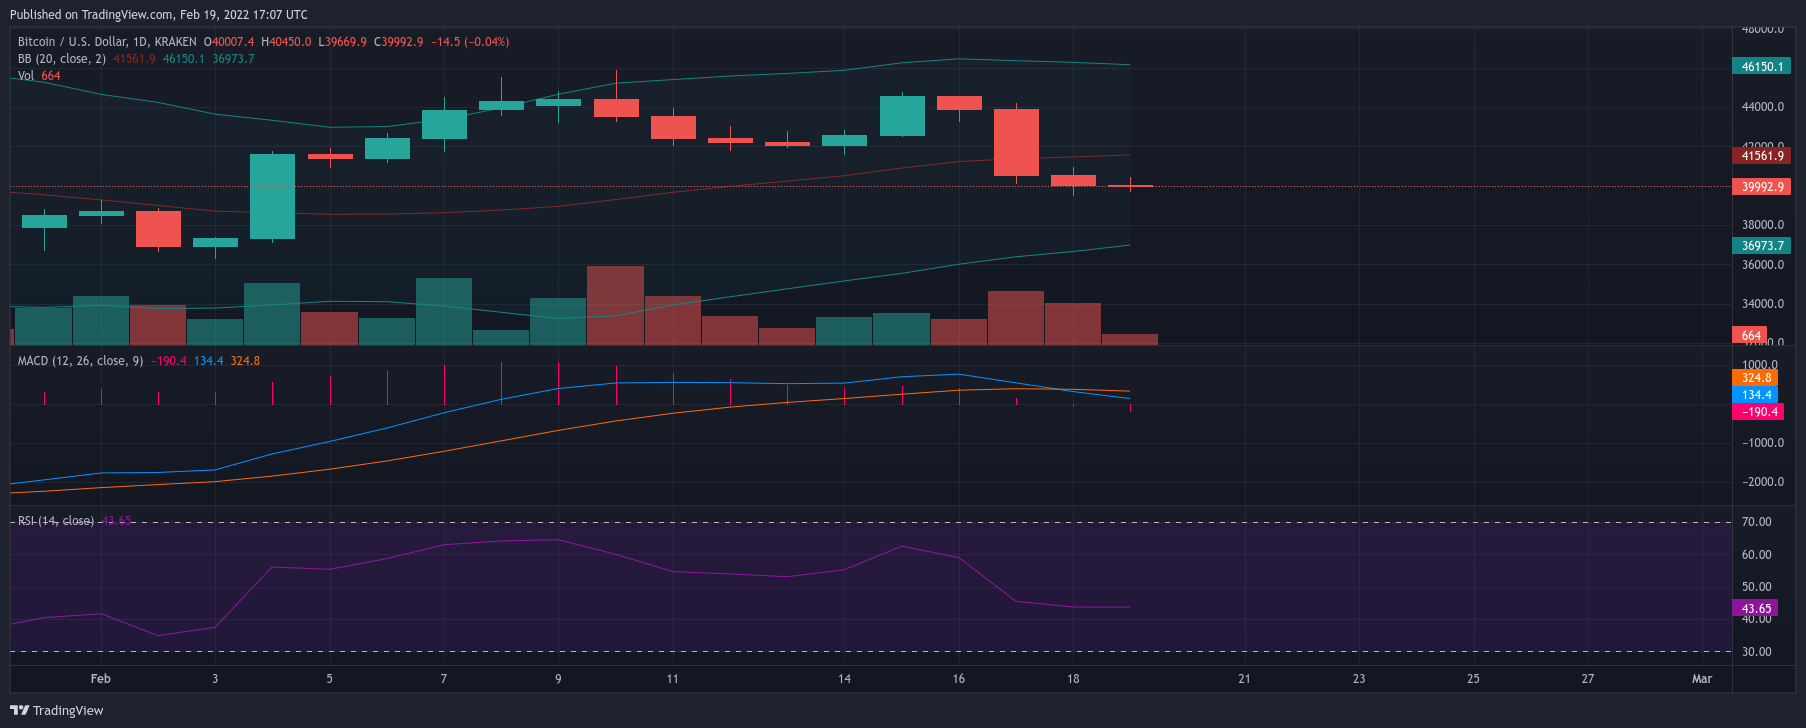 Published on TradingView.com, Feb 19, 2022 17:07 UTC
Bitcoin / U.S. Dollar, 1D, KRAKEN O40007.4 H40450.0 L39669.9 C39992.9 −14.5 (−0.04%)
BB (20, close, 2) 41561.9 46150.1 36973.7
Vol 664
48000.0
46150.1
44000.0
42000.0
41561.9
39992.9
38000.0
36973.7
36000.0
34000.0
664
MACD (12, 26, close, 9) −190.4 134.4 324.8
1000.0
324.8
134.4
−190.4
−1000.0
−2000.0
RSI (14, close) 43.65
70.00
60.00
50.00
43.65
40.00
30.00
Feb 3 5 7 9 11 14 16 18 21 23 25 27 Mar
TradingView